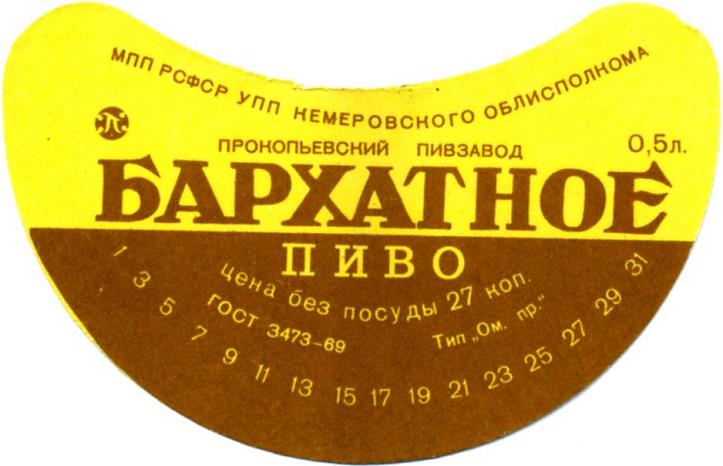 МПП РСФСР УПП КЕМЕРОВСКОГО ОБЛИСПОЛКОМА
ПРОКОПЬЕВСКИЙ ПИВЗАВОД
0,5л.
БАРХАТНОЕ
ПИВО
цена без посуды 27 коп.
ГОСТ 3473-69
Тип „Ом. пр."
1 3 5 7 9 11 13 15 17 19 21 23 25 27 29 31